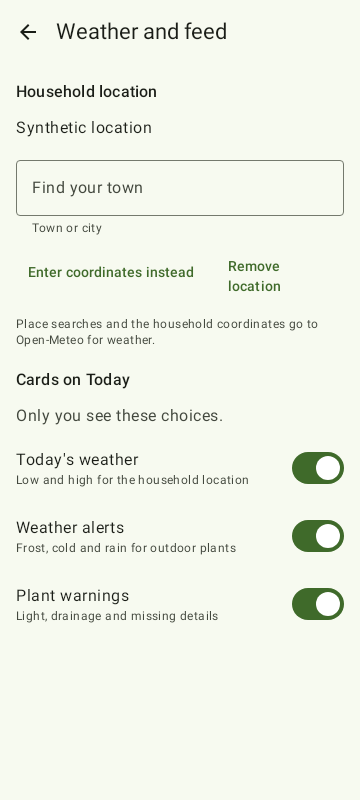 Weather and feed
Household location
Synthetic location
Find your town
Town or city
Enter coordinates instead
Remove
location
Place searches and the household coordinates go to
Open-Meteo for weather.
Cards on Today
Only you see these choices.
Today's weather
Low and high for the household location
Weather alerts
Frost, cold and rain for outdoor plants
Plant warnings
Light, drainage and missing details